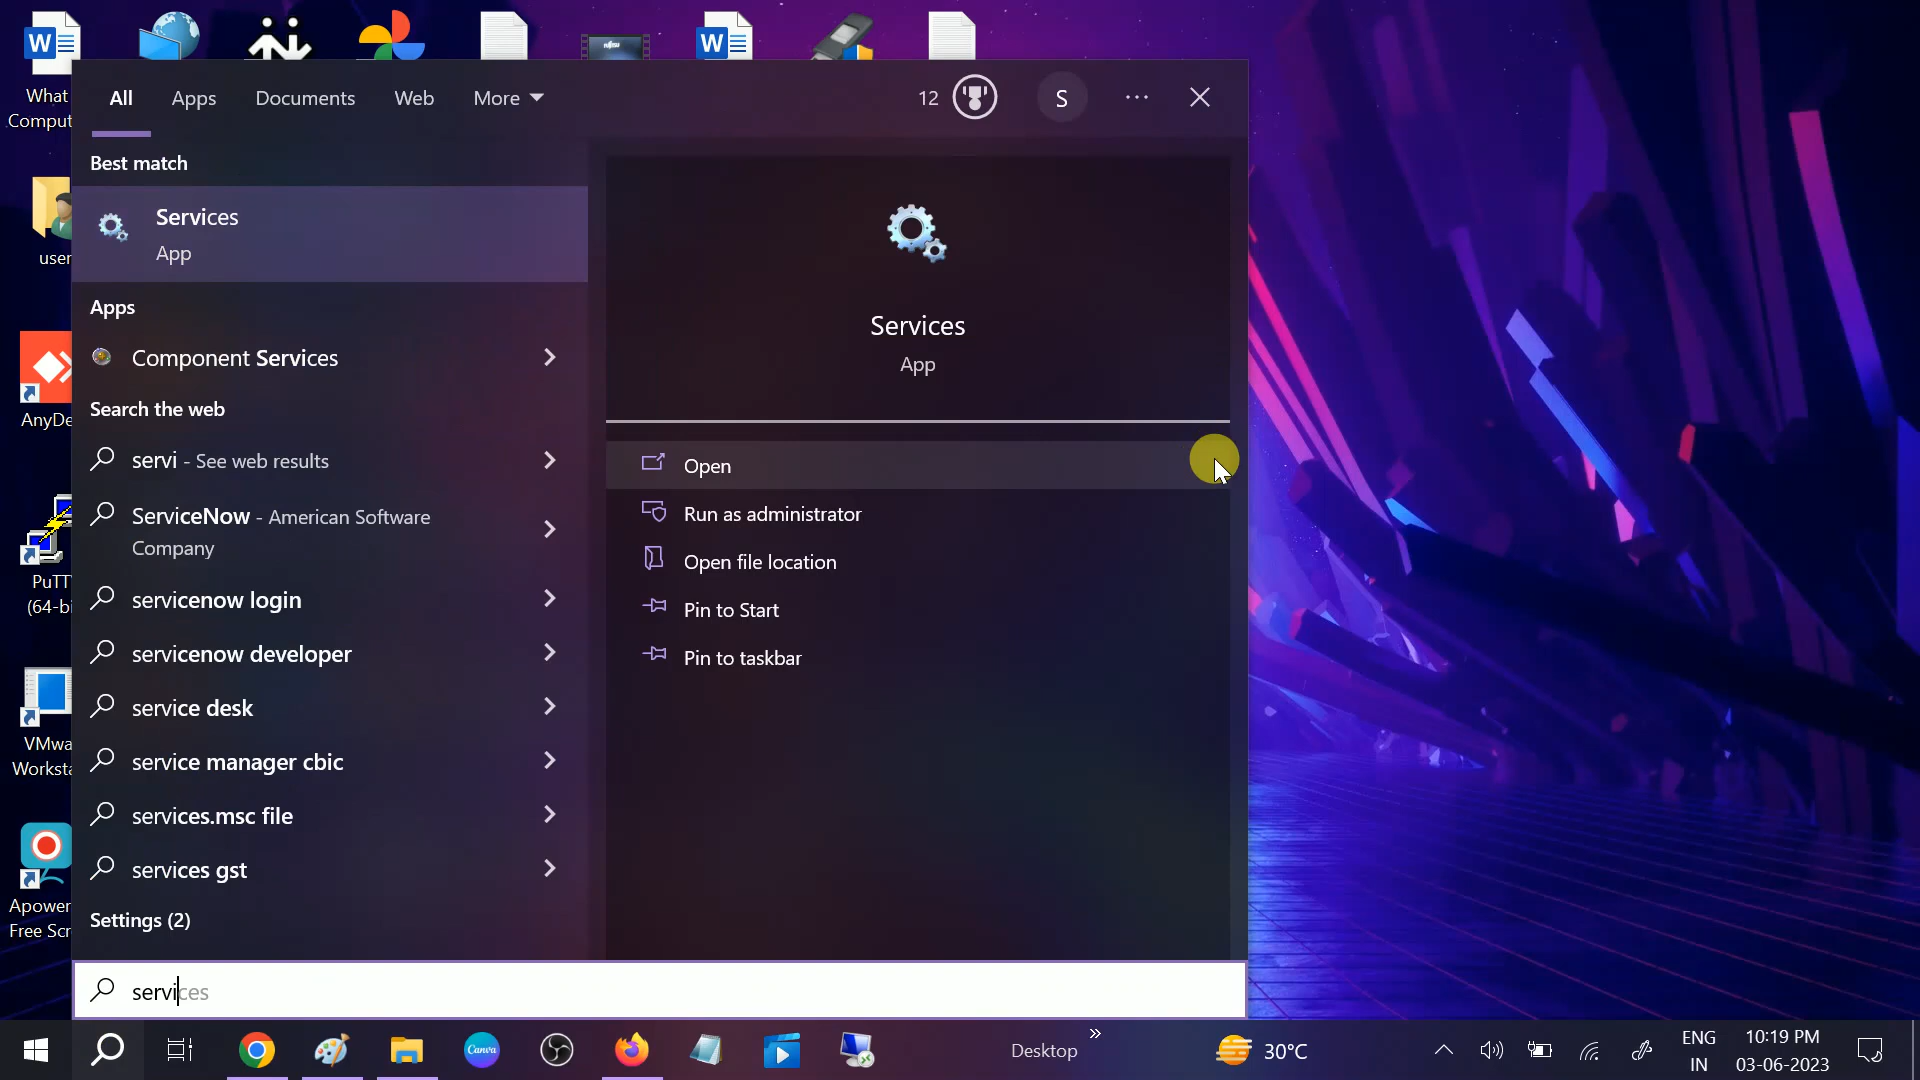 What
Comput
user
AnyDe
PuTT
(64-bi
VMwa
Worksta
Apower
Free Scr
W
FUJITSU
W
All Apps Documents Web More
12
S
Best match
Services
App
Apps
Component Services
Search the web
servi - See web results
ServiceNow - American Software
Company
servicenow login
servicenow developer
service desk
service manager cbic
services.msc file
services gst
Settings (2)
services
Services
App
Open
Run as administrator
Open file location
Pin to Start
Pin to taskbar
Canva
Desktop
30°C
ENG
IN
10:19 PM
03-06-2023